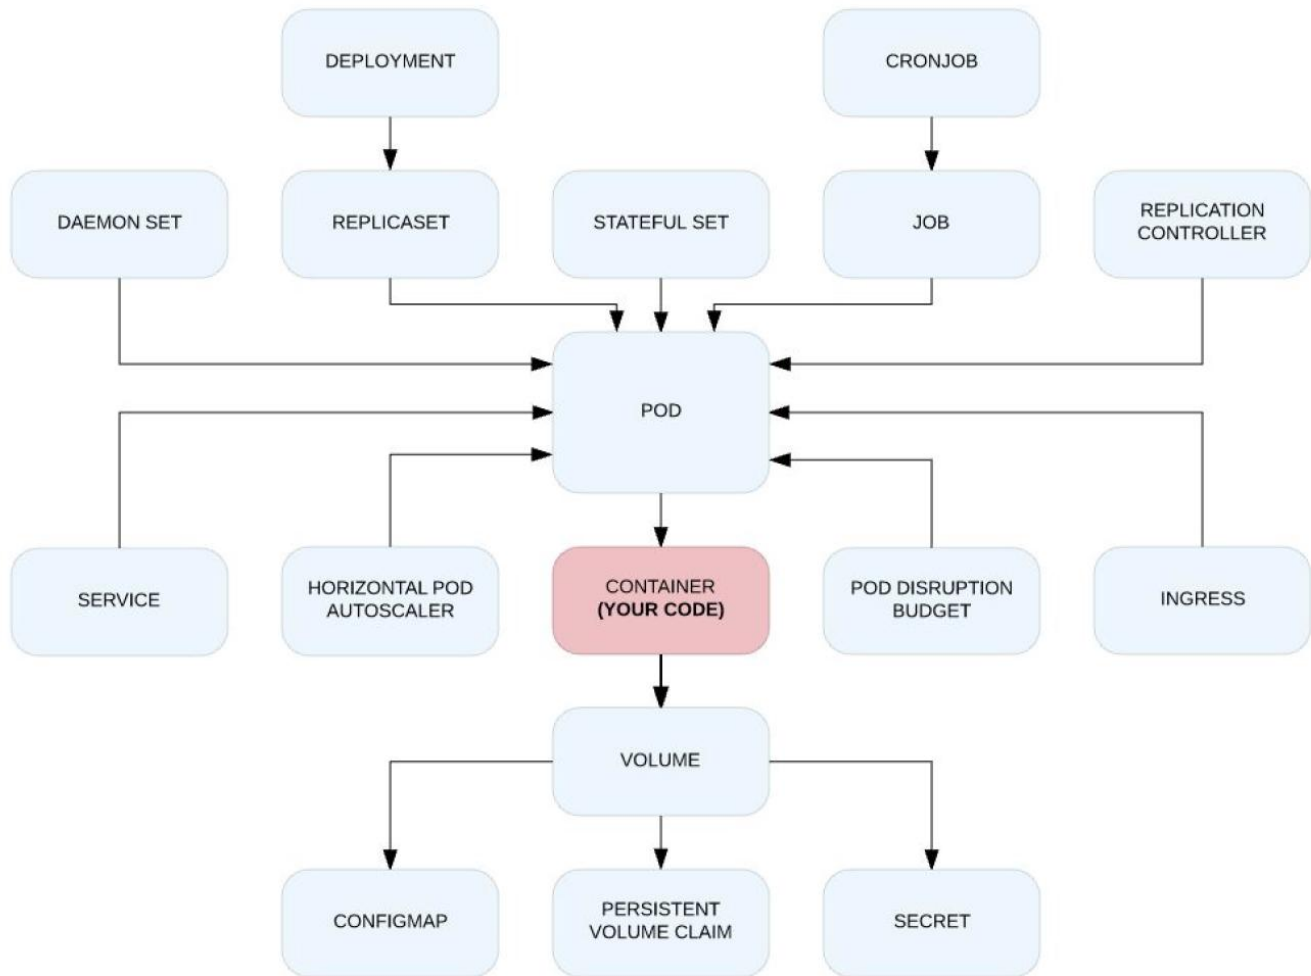 DEPLOYMENT
CRONJOB
DAEMON SET
REPLICASET
STATEFUL SET
JOB
REPLICATION
CONTROLLER
POD
SERVICE
HORIZONTAL POD
AUTOSCALER
CONTAINER
(YOUR CODE)
POD DISRUPTION
BUDGET
INGRESS
VOLUME
CONFIGMAP
PERSISTENT
VOLUME CLAIM
SECRET